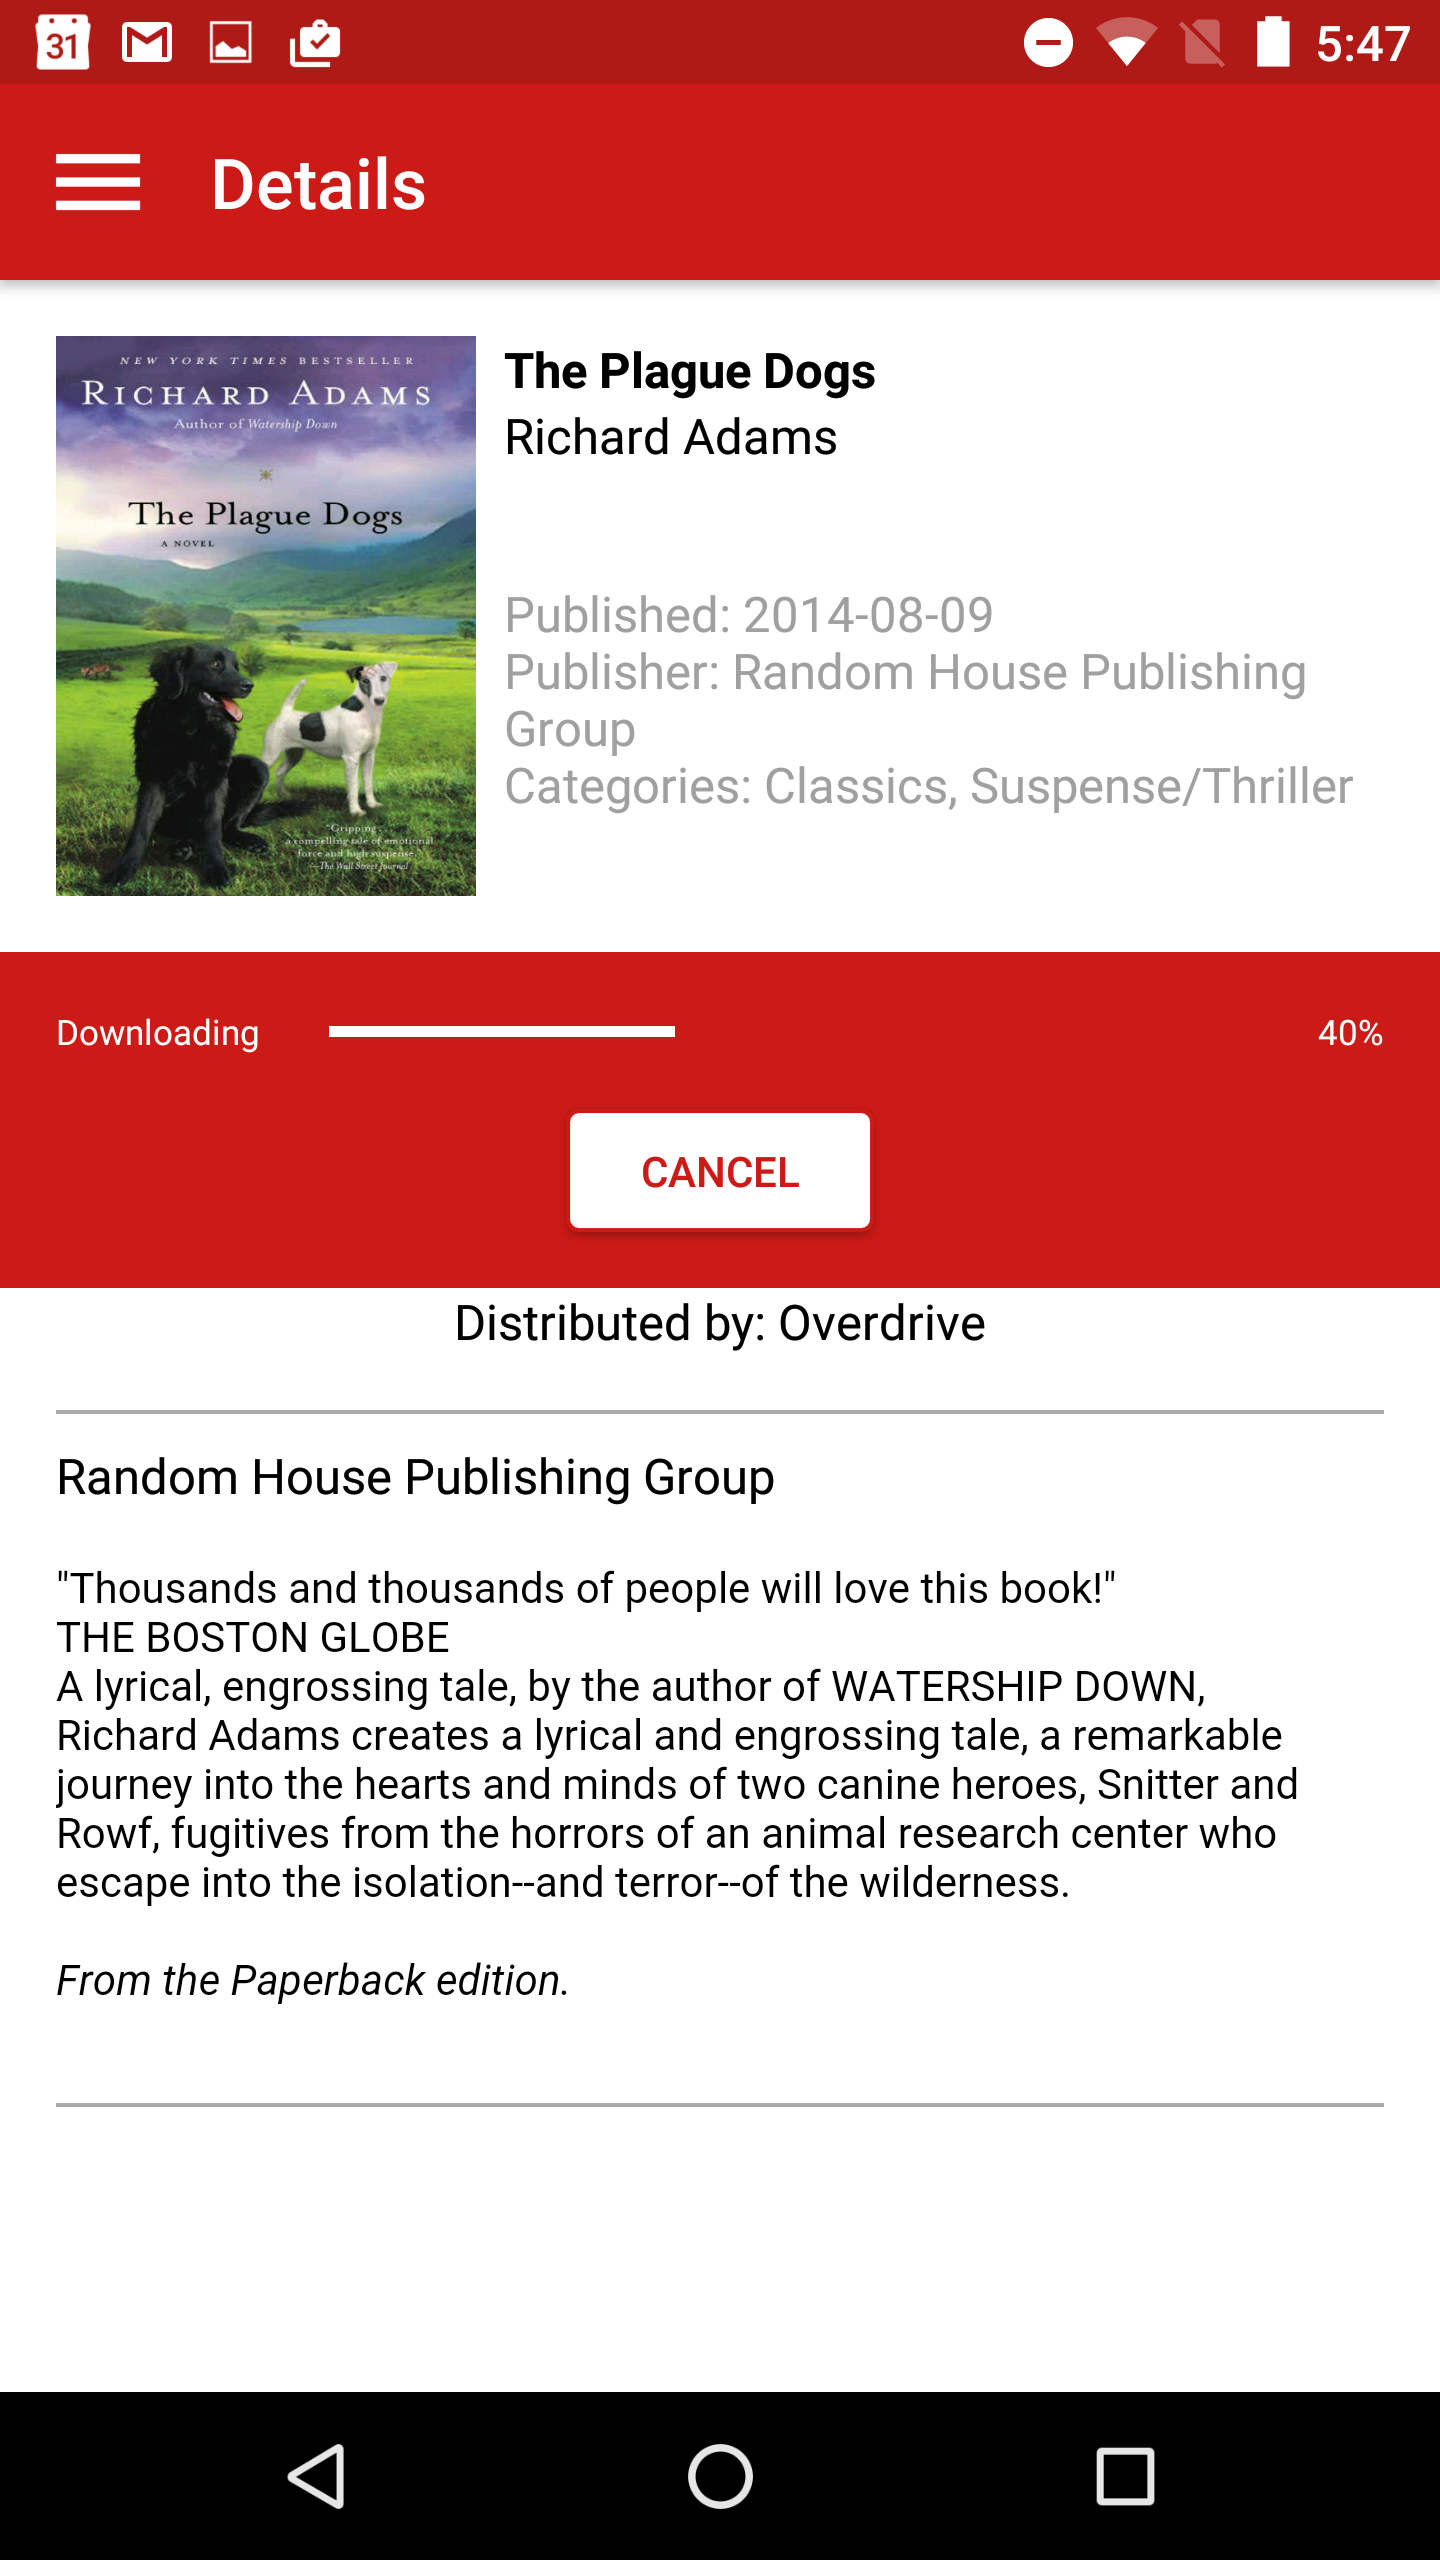 31
5:47
Details
NEW YORK TIMES BESTSELLER
RICHARD ADAMS
Author of Watership Down
The Plague Dogs
A NOVEL
"Gripping . . .
a compelling tale of emotional
force and high suspense."
—The Wall Street Journal
The Plague Dogs
Richard Adams
Published: 2014-08-09
Publisher: Random House Publishing
Group
Categories: Classics, Suspense/Thriller
Downloading
40%
CANCEL
Distributed by: Overdrive
Random House Publishing Group
"Thousands and thousands of people will love this book!"
THE BOSTON GLOBE
A lyrical, engrossing tale, by the author of WATERSHIP DOWN,
Richard Adams creates a lyrical and engrossing tale, a remarkable
journey into the hearts and minds of two canine heroes, Snitter and
Rowf, fugitives from the horrors of an animal research center who
escape into the isolation--and terror--of the wilderness.
From the Paperback edition.